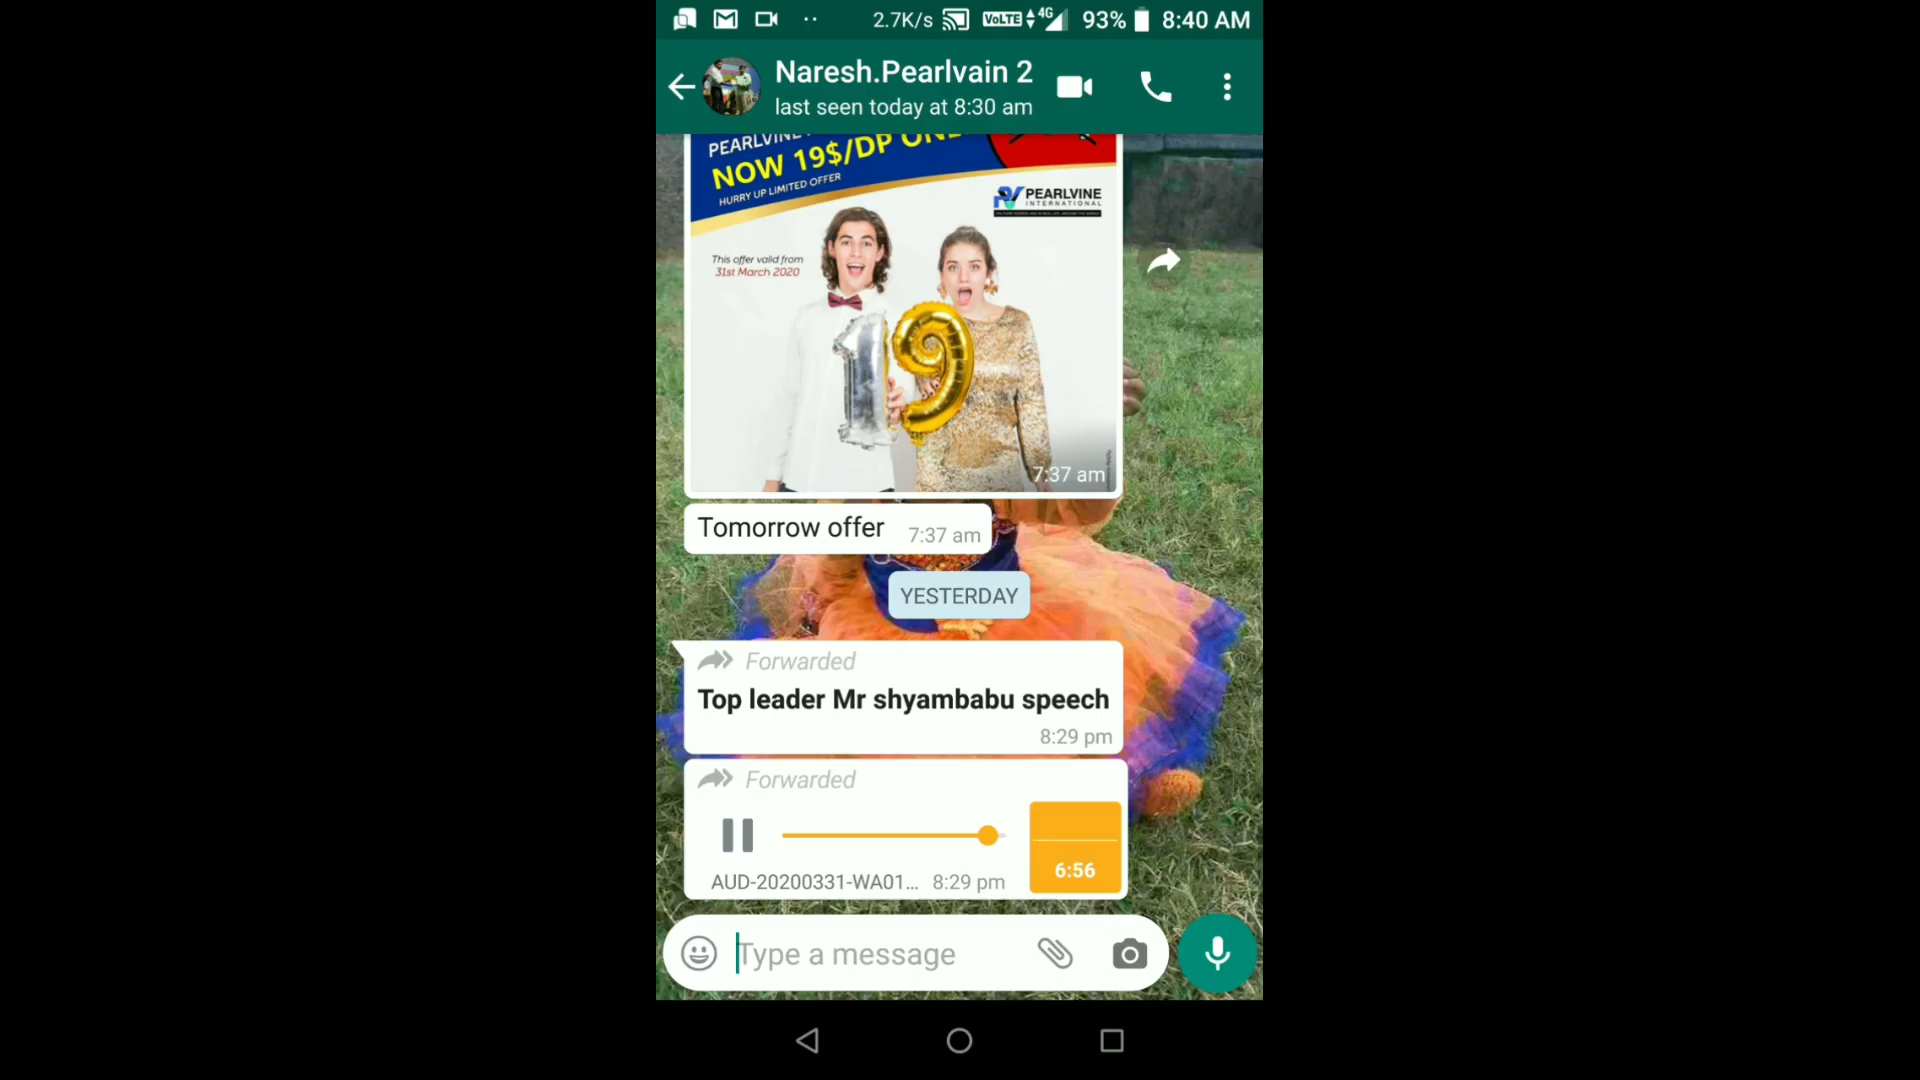 2.7K/s VoLTE 4G 93% 8:40 AM
Naresh.Pearlvain 2
last seen today at 8:30 am
PEARLVINE
NOW 19$/DP
HURRY UP LIMITED OFFER
PEARLVINE
INTERNATIONAL
This offer valid from
31st March 2020
19
7:37 am
Tomorrow offer 7:37 am
YESTERDAY
Forwarded
Top leader Mr shyambabu speech
8:29 pm
Forwarded
6:56
AUD-20200331-WA01... 8:29 pm
Type a message